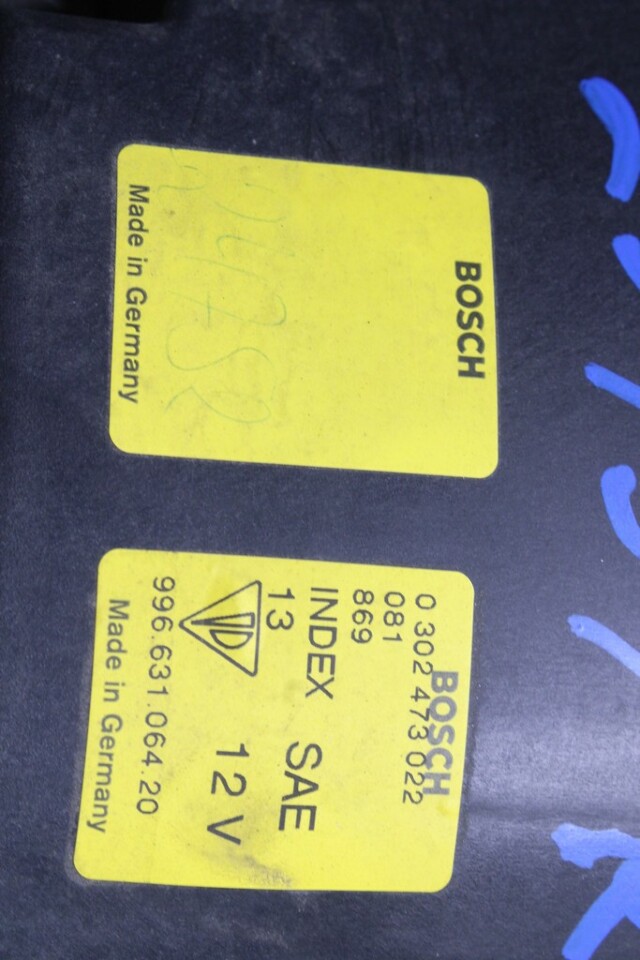 BOSCH
Made in Germany
BOSCH
0 302 473 022
081
869
INDEX SAE
13
12 V
996.631.064.20
Made in Germany